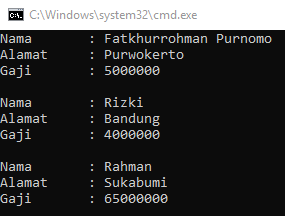 C:\Windows\system32\cmd.exe
Nama : Fatkhurrohman Purnomo
Alamat : Purwokerto
Gaji : 5000000
Nama : Rizki
Alamat : Bandung
Gaji : 4000000
Nama : Rahman
Alamat : Sukabumi
Gaji : 65000000